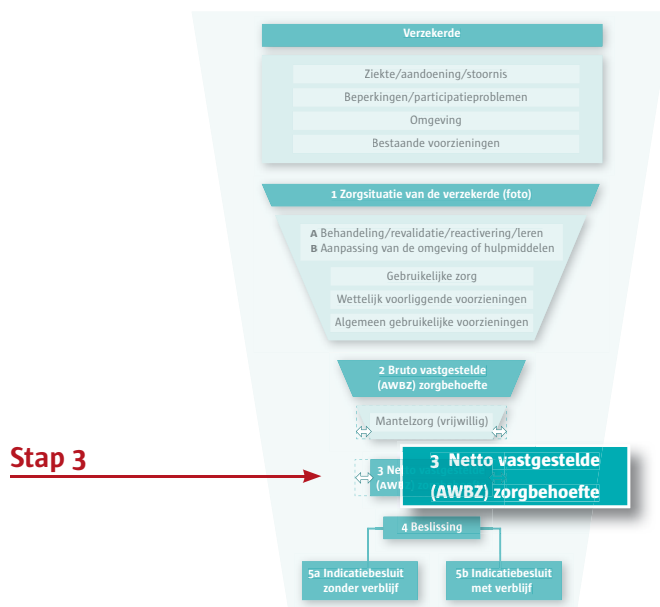 Verzekerde
Ziekte/aandoening/stoornis
Beperkingen/participatieproblemen
Omgeving
Bestaande voorzieningen
1 Zorgsituatie van de verzekerde (foto)
A Behandeling/revalidatie/reactivering/leren
B Aanpassing van de omgeving of hulpmiddelen
Gebruikelijke zorg
Wettelijk voorliggende voorzieningen
Algemeen gebruikelijke voorzieningen
2 Bruto vastgestelde
(AWBZ) zorgbehoefte
Mantelzorg (vrijwillig)
Stap 3
3 Netto vastgestelde
(AWBZ) zorgbehoefte
4 Beslissing
5a Indicatiebesluit
zonder verblijf
5b Indicatiebesluit
met verblijf